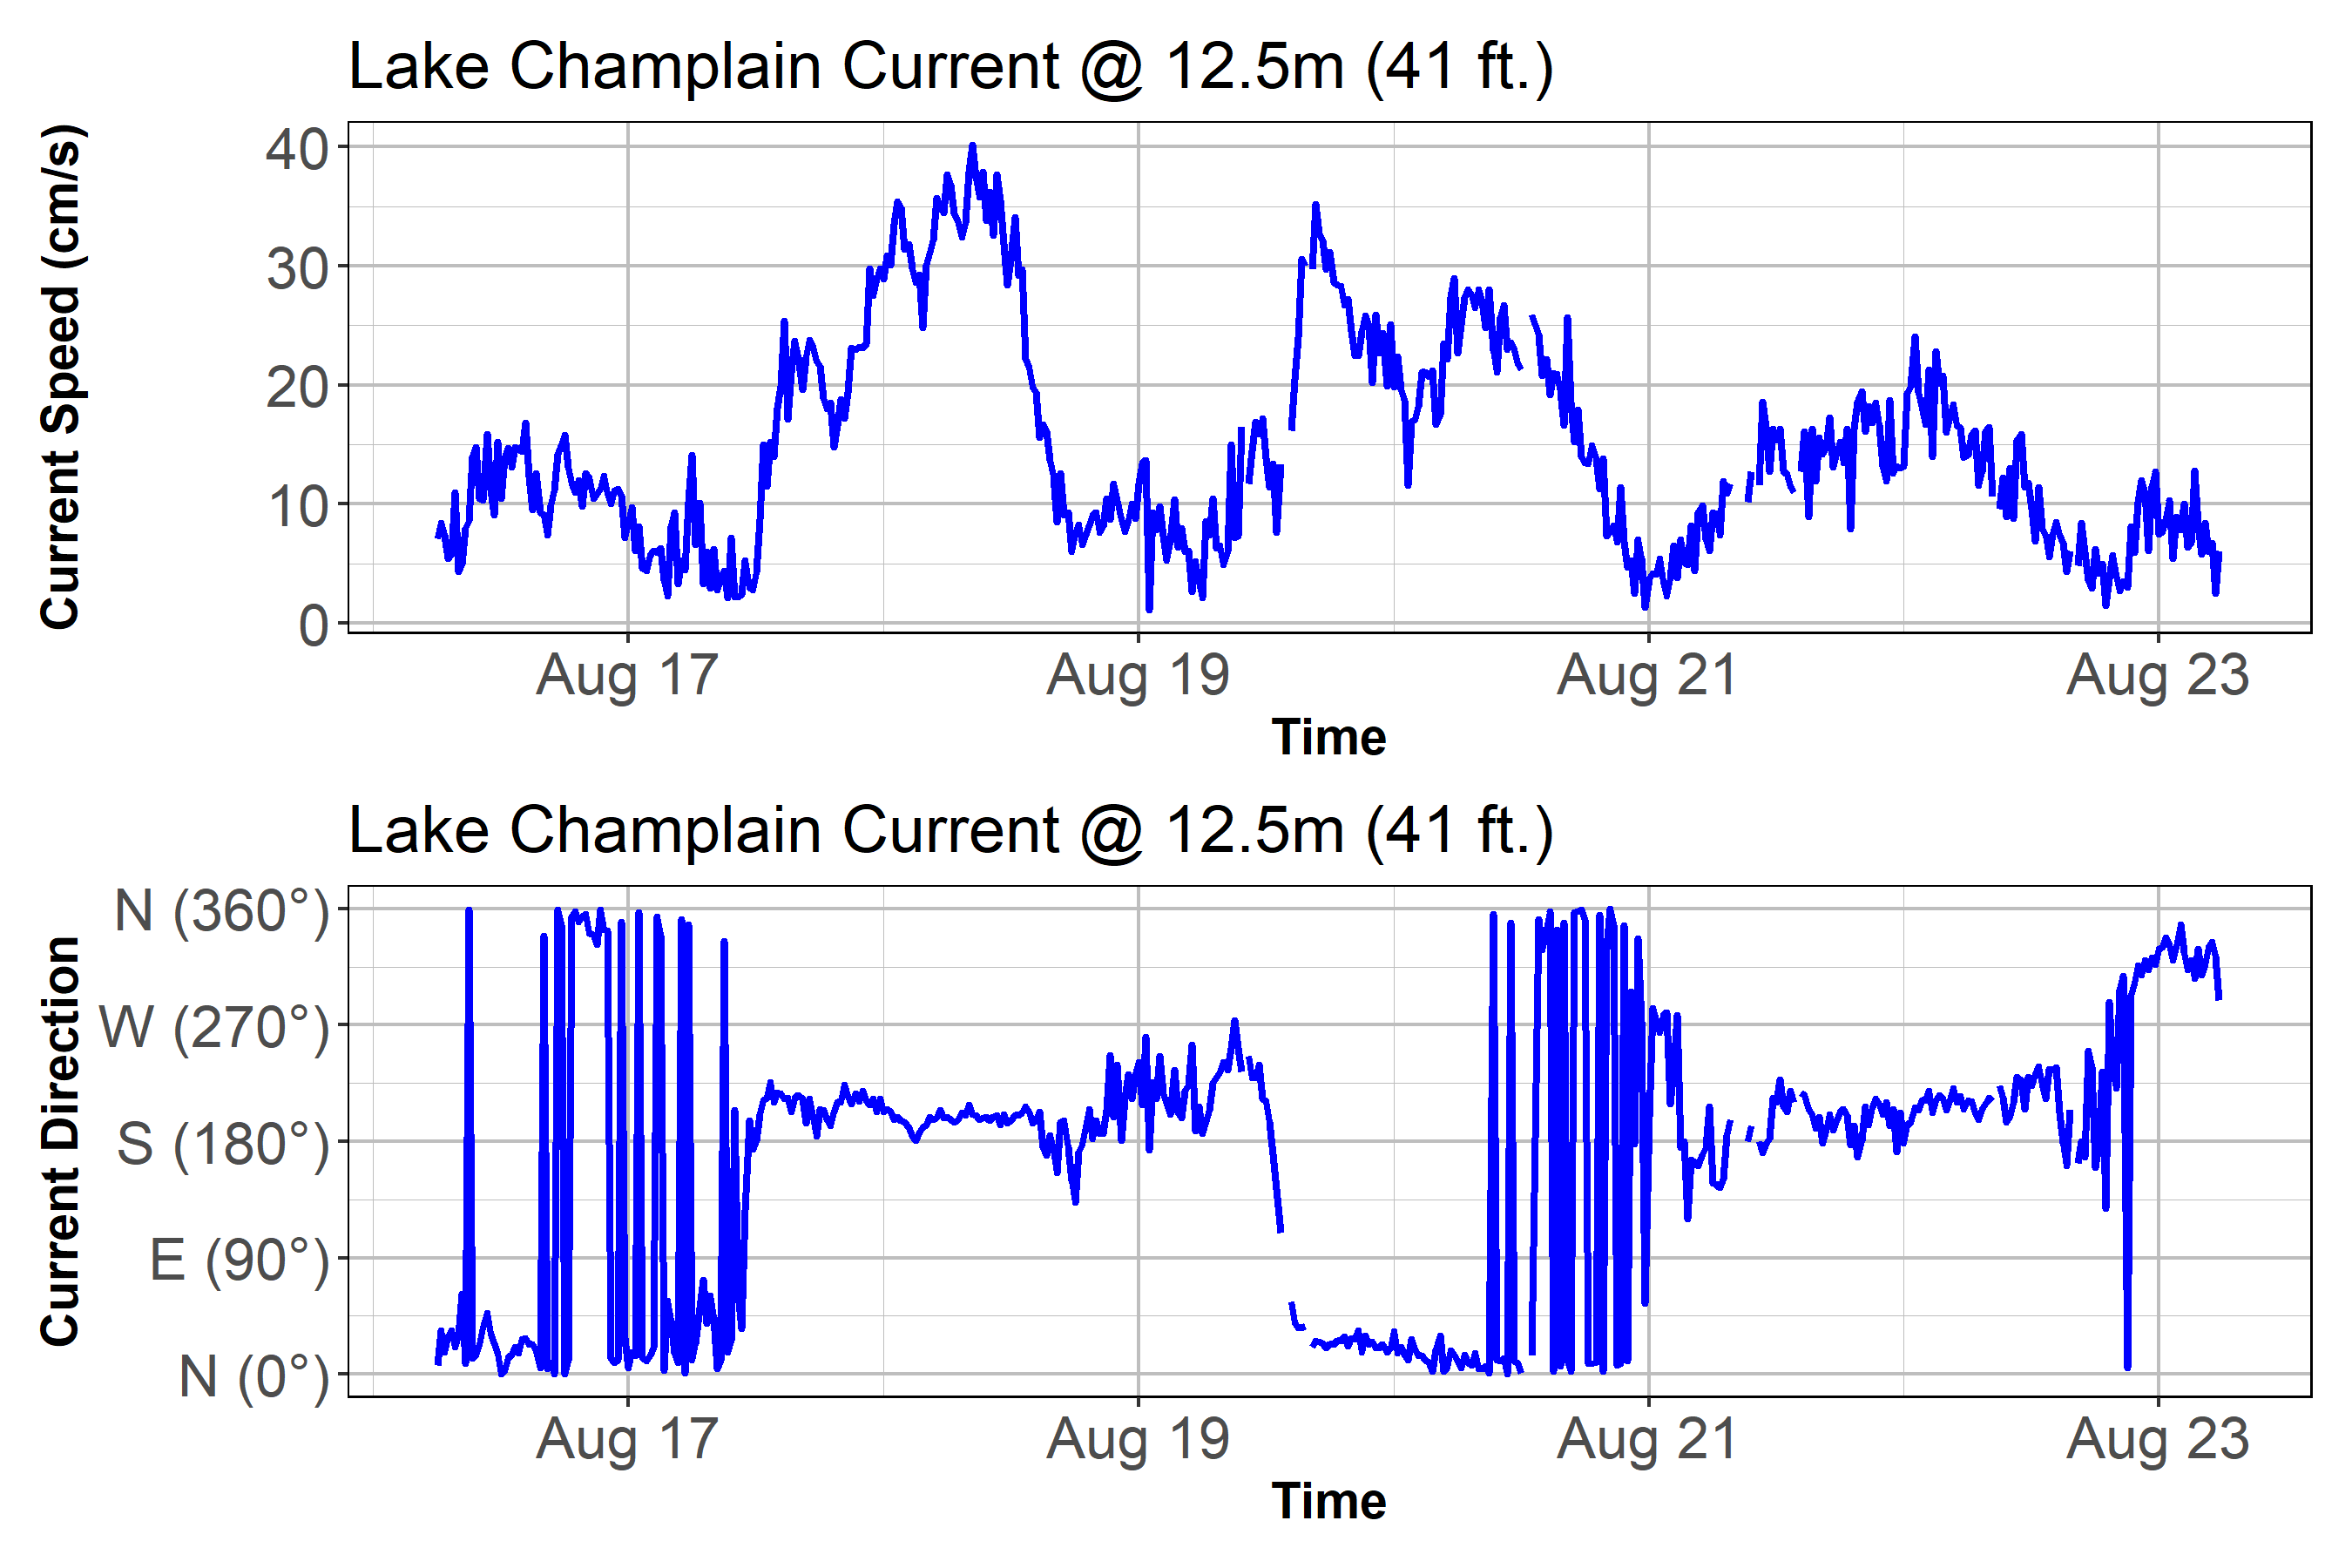 Lake Champlain Current @ 12.5m (41 ft.)
Current Speed (cm/s)
40
30
20
10
0
Aug 17 Aug 19 Aug 21 Aug 23
Time
Lake Champlain Current @ 12.5m (41 ft.)
Current Direction
N (360°)
W (270°)
S (180°)
E (90°)
N (0°)
Aug 17 Aug 19 Aug 21 Aug 23
Time